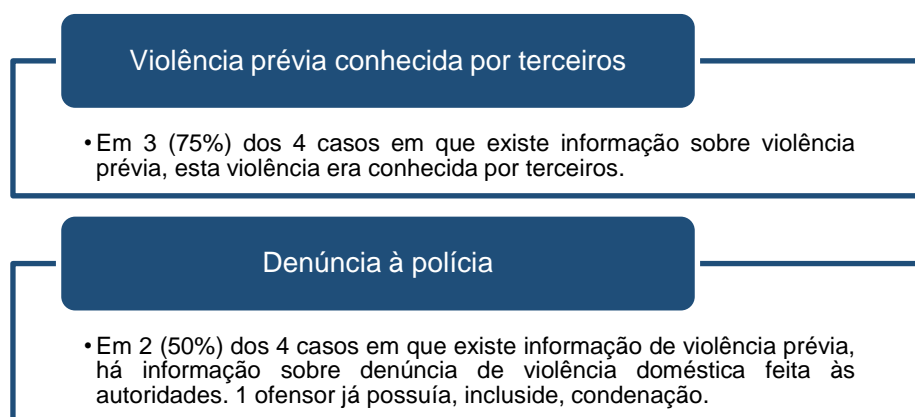 Violência prévia conhecida por terceiros
•Em 3 (75%) dos 4 casos em que existe informação sobre violência
prévia, esta violência era conhecida por terceiros.
Denúncia à polícia
•Em 2 (50%) dos 4 casos em que existe informação de violência prévia,
há informação sobre denúncia de violência doméstica feita às
autoridades. 1 ofensor já possuía, incluside, condenação.